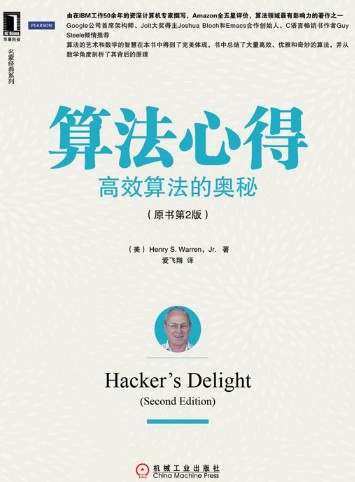 由在IBM工作50余年的资深计算机专家撰写，Amazon全五星评价，算法领域最有影响力的著作之一
Google公司首席架构师、Jolt大奖得主Joshua Bloch和Emacs合作创始人、C语言畅销书作者Guy
Steele倾情推荐
算法的艺术和数学的智慧在本书中得到了完美体现。书中总结了大量高效、优雅和奇妙的算法，并从
数学角度剖析了其背后的原理
华章科技
PEARSON
名家经典系列
算法心得
高效算法的奥秘
（原书第2版）
（美） Henry S. Warren，Jr. 著
爱飞翔 译
Hacker's Delight
(Second Edition)
机械工业出版社
China Machine Press